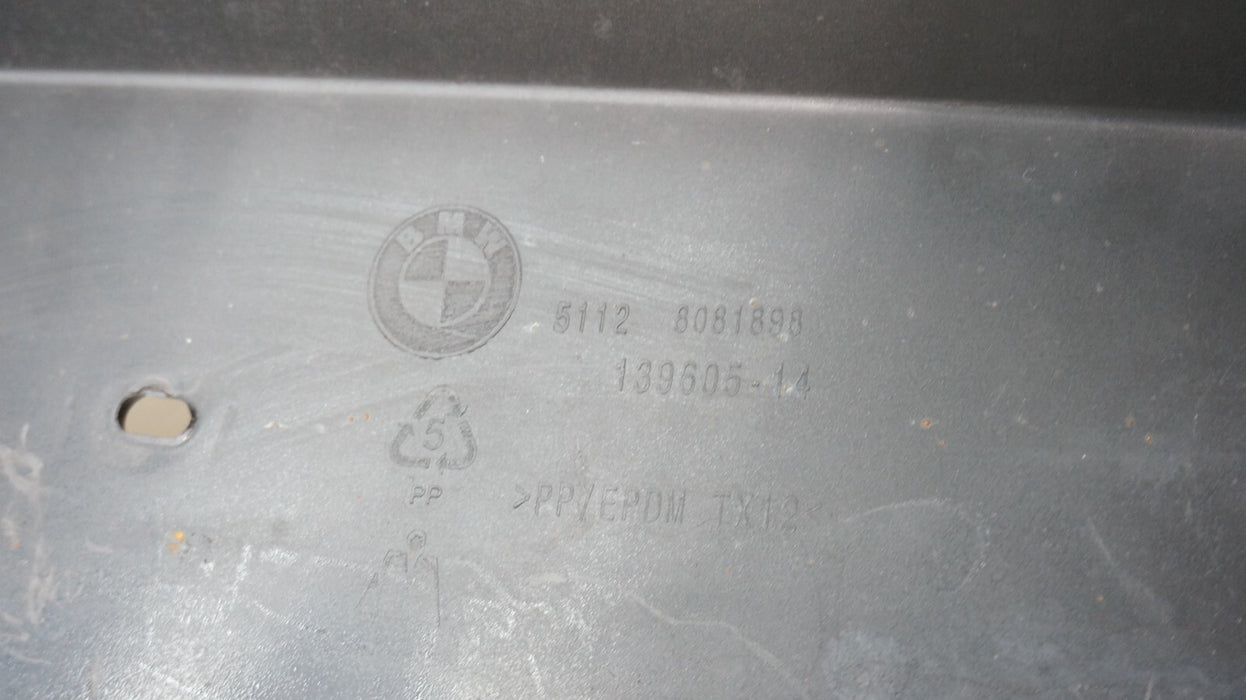 BMW
5112 8081898
139605-14
5
PP
>PP/EPDM TX12<